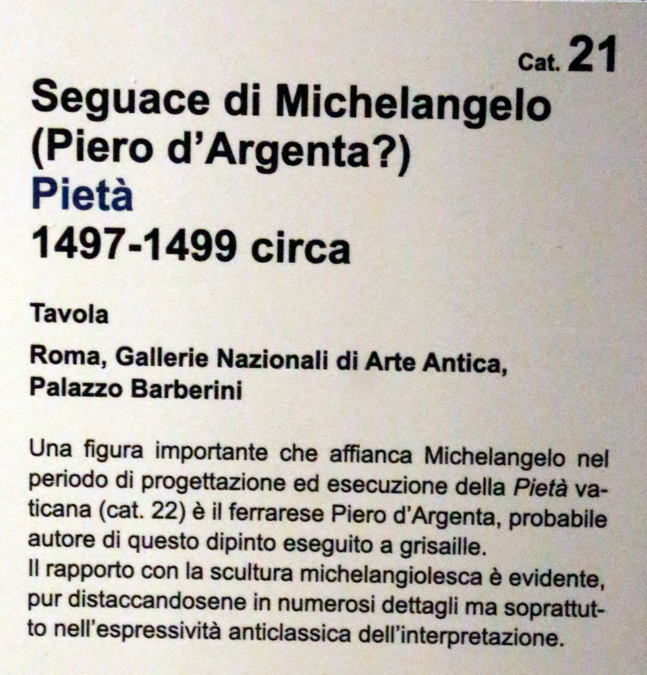 Cat. 21
Seguace di Michelangelo
(Piero d’Argenta?)
Pietà
1497-1499 circa
Tavola
Roma, Gallerie Nazionali di Arte Antica,
Palazzo Barberini
Una figura importante che affianca Michelangelo nel
periodo di progettazione ed esecuzione della Pietà va-
ticana (cat. 22) è il ferrarese Piero d’Argenta, probabile
autore di questo dipinto eseguito a grisaille.
Il rapporto con la scultura michelangiolesca è evidente,
pur distaccandosene in numerosi dettagli ma soprattut-
to nell’espressività anticlassica dell’interpretazione.